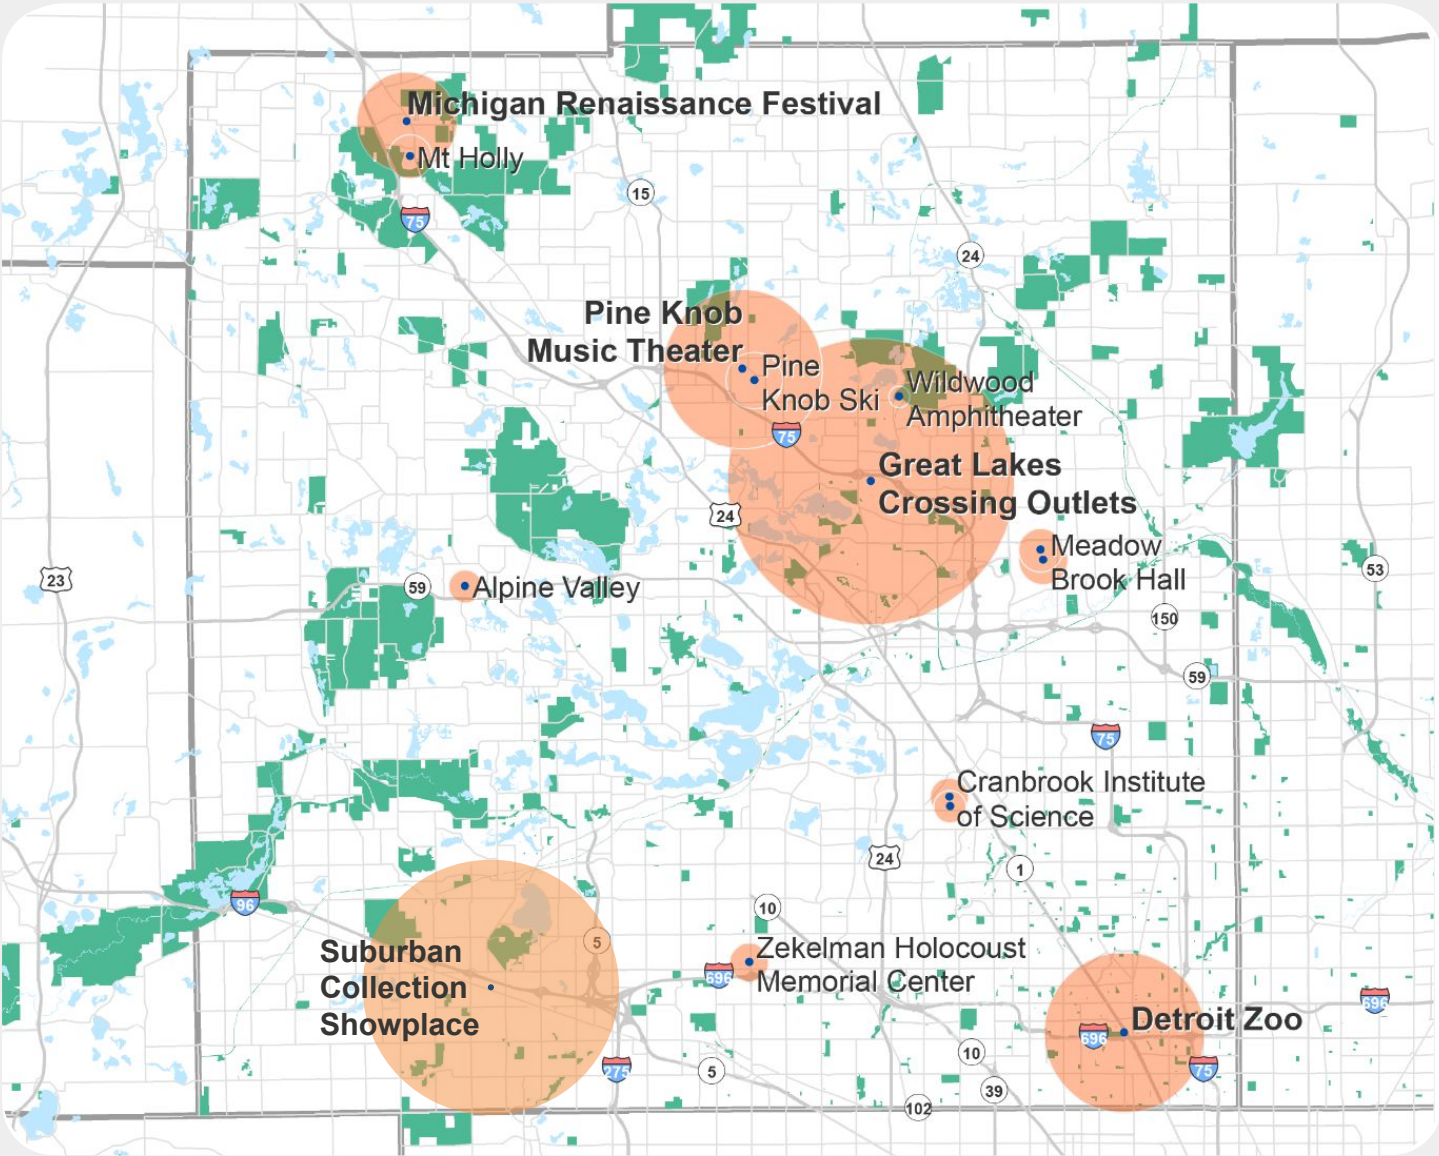 Michigan Renaissance Festival
Mt Holly
15
75
24
Pine Knob
Music Theater
Pine
Knob Ski
Wildwood
Amphitheater
75
Great Lakes
Crossing Outlets
24
Meadow
Brook Hall
23
59
Alpine Valley
53
150
59
75
Cranbrook Institute
of Science
24
1
96
10
5
Suburban
Collection
Showplace
Zekelman Holocoust
Memorial Center
696
696
Detroit Zoo
696
10
275
5
75
39
102